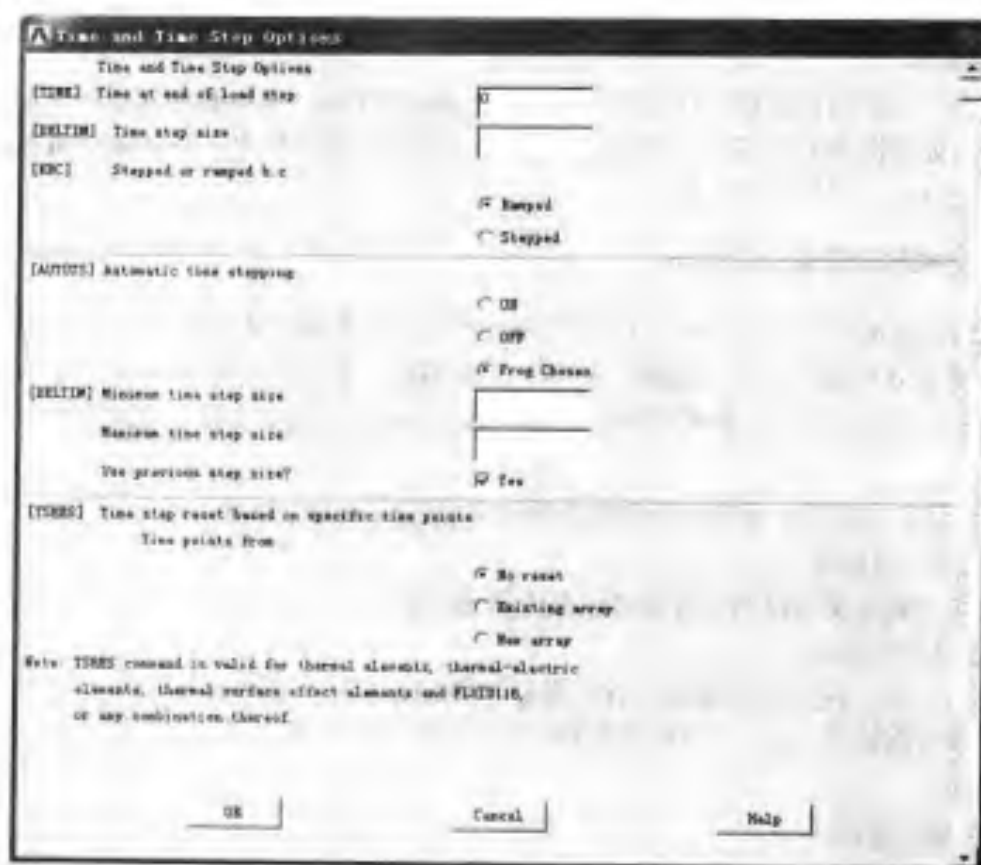 Time and Time Step Options
Time and Time Step Options
[TIME] Time at end of load step
0
[DELTIM] Time step size
[KBC] Stepped or ramped b.c.
Ramped
Stepped
[AUTOTS] Automatic time stepping
ON
OFF
Prog Chosen
[DELTIM] Minimum time step size
Maximum time step size
Use previous step size?
Yes
[TSRES] Time step reset based on specific time points
Time points from
No reset
Existing array
New array
Note: TSRES command is valid for thermal elements, thermal-electric
elements, thermal surface effect elements and FLUID116,
or any combination thereof.
OK
Cancel
Help